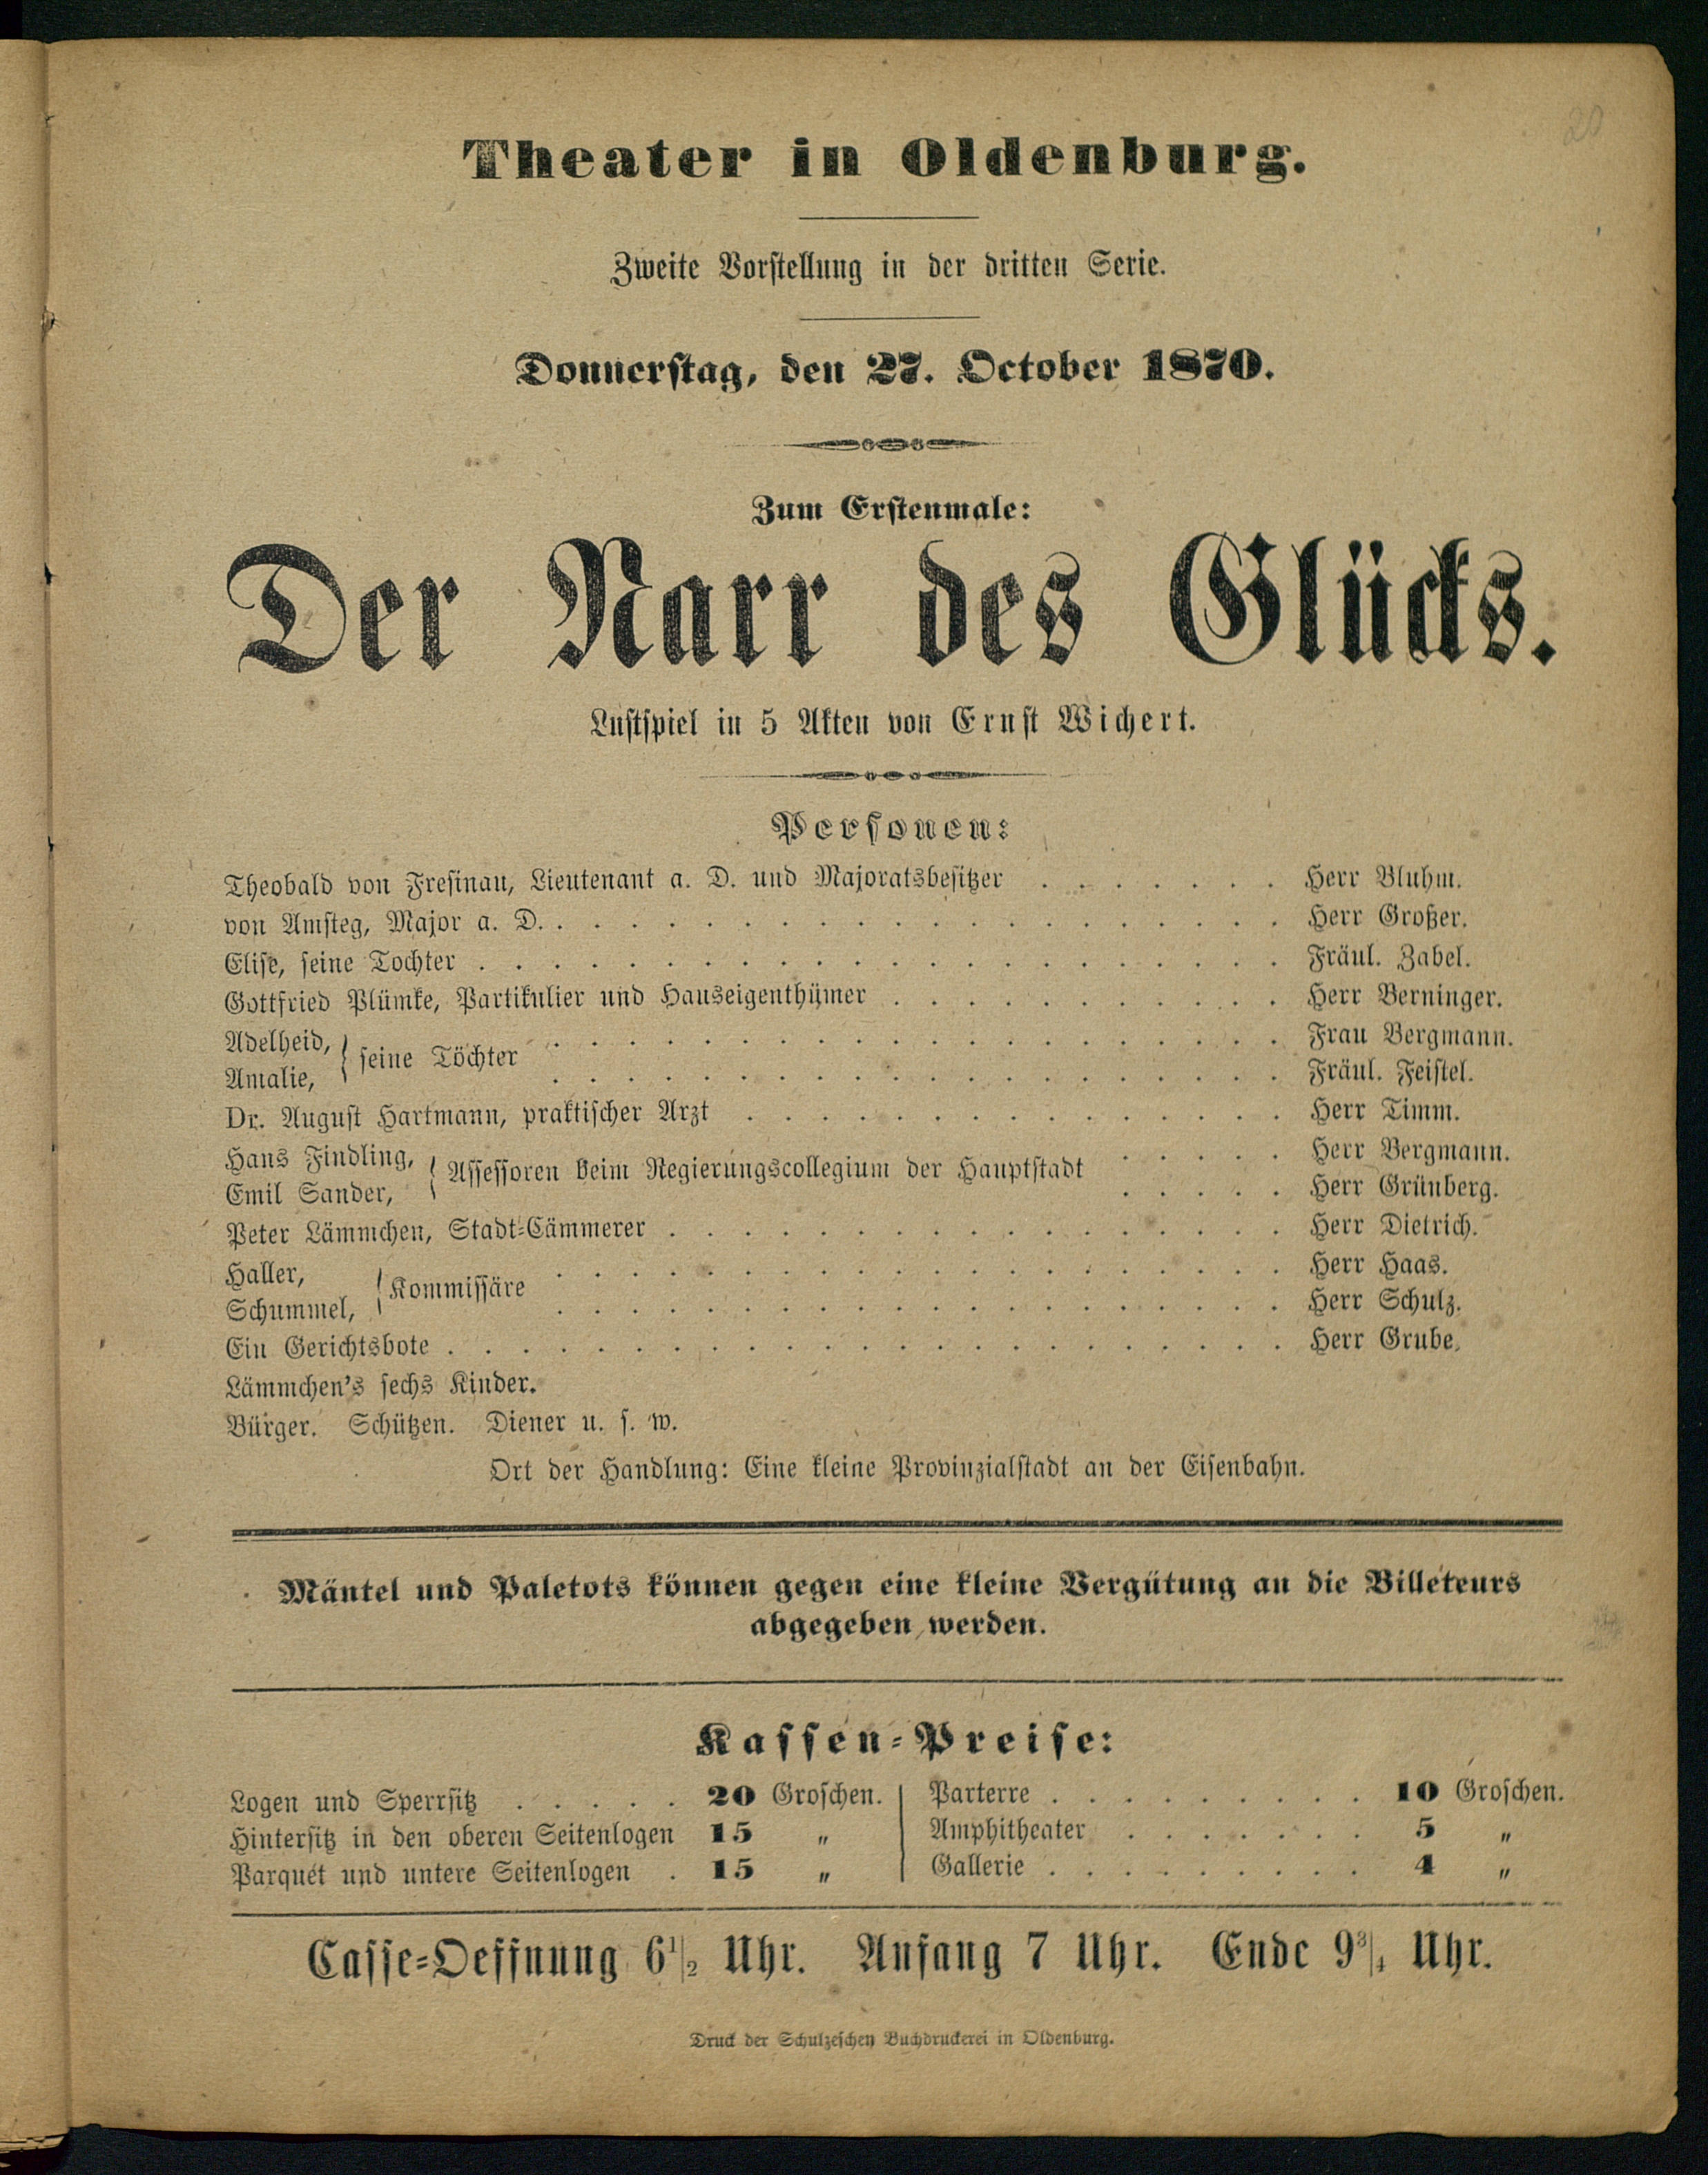 20
Theater in Oldenburg.
Zweite Vorstellung in der dritten Serie.
Donnerstag, den 27. October 1870.
Zum Erstenmale:
Der Narr des Glücks.
Lustspiel in 5 Akten von Ernst Wichert.
Personen:
Theobald von Fresinau, Lieutenant a. D. und Majoratsbesitzer . . . . . . . Herr Bluhm.
von Amsteg, Major a. D. . . . . . . . . . . . . . . . . . . . . Herr Großer.
Elise, seine Tochter . . . . . . . . . . . . . . . . . . . . . . Fräul. Zabel.
Gottfried Plümke, Partikulier und Hauseigenthümer . . . . . . . . . . . Herr Berninger.
Adelheid, . . . . . . . . . . . . . . . . . . . . Frau Bergmann.
seine Töchter
Amalie, . . . . . . . . . . . . . . . . . . . . Fräul. Feistel.
Dr. August Hartmann, praktischer Arzt . . . . . . . . . . . . . . . Herr Timm.
Hans Findling, . . . . . Herr Bergmann.
Assessoren beim Regierungscollegium der Hauptstadt
Emil Sander, . . . . . Herr Grünberg.
Peter Lämmchen, Stadt-Cämmerer . . . . . . . . . . . . . . . . . Herr Dietrich.
Haller, . . . . . . . . . . . . . . . . . . . . Herr Haas.
Kommissäre
Schummel, . . . . . . . . . . . . . . . . . . . . Herr Schulz.
Ein Gerichtsbote . . . . . . . . . . . . . . . . . . . . . . . Herr Grube.
Lämmchen's sechs Kinder.
Bürger. Schützen. Diener u. s. w.
Ort der Handlung: Eine kleine Provinzialstadt an der Eisenbahn.
Mäntel und Paletots können gegen eine kleine Vergütung an die Billeteurs
abgegeben werden.
Kassen-Preise:
Logen und Sperrsitz . . . . . 20 Groschen.
Hintersitz in den oberen Seitenlogen 15 "
Parquet und untere Seitenlogen . 15 "
Parterre . . . . . . . . . 10 Groschen.
Amphitheater . . . . . . . 5 "
Gallerie . . . . . . . . . 4 "
Casse-Oeffnung 6 1/2 Uhr. Anfang 7 Uhr. Ende 9 3/4 Uhr.
Druck der Schulzeschen Buchdruckerei in Oldenburg.